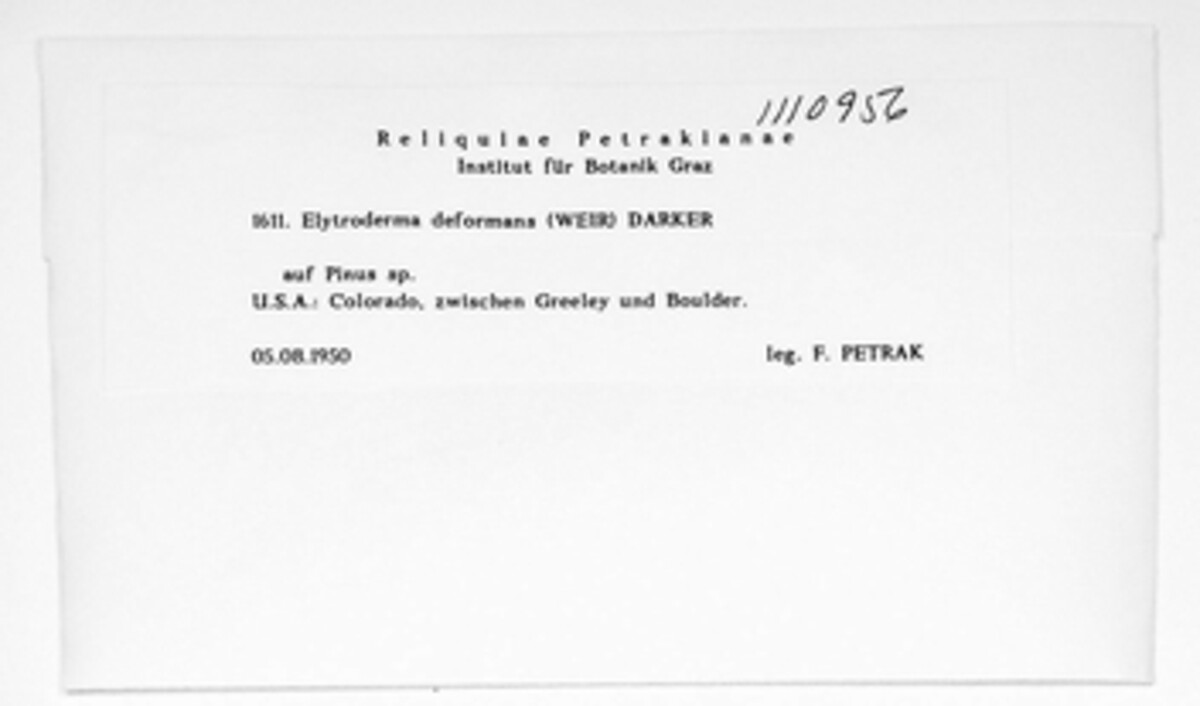 1110956
Reliquiae Petrakianae
Institut für Botanik Graz
1611. Elytroderma deformans (WEIR) DARKER
auf Pinus sp.
U.S.A.: Colorado, zwischen Greeley und Boulder.
05.08.1950 leg. F. PETRAK